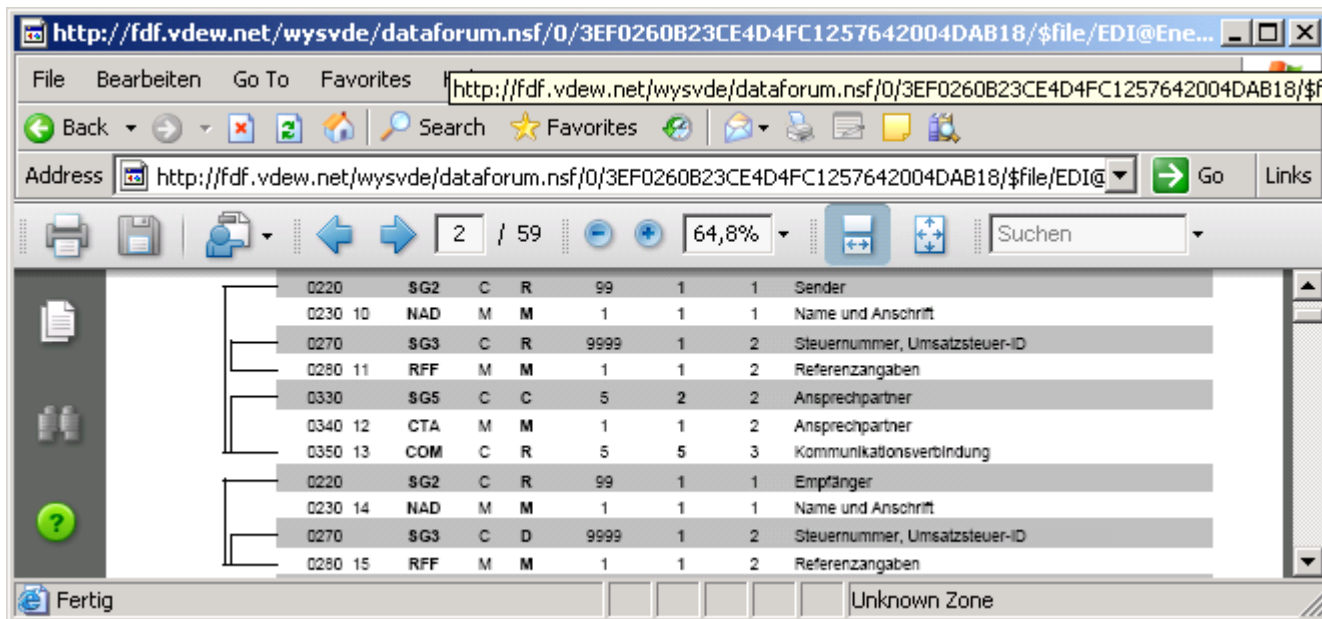 http://fdf.vdew.net/wysvde/dataforum.nsf/0/3EF0260B23CE4D4FC1257642004DAB18/$file/EDI@Ene...
File Bearbeiten Go To Favorites
http://fdf.vdew.net/wysvde/dataforum.nsf/0/3EF0260B23CE4D4FC1257642004DAB18/$f
Back Search Favorites
Address http://fdf.vdew.net/wysvde/dataforum.nsf/0/3EF0260B23CE4D4FC1257642004DAB18/$file/EDI@ Go Links
2 / 59 64,8% Suchen
0220 SG2 C R 99 1 1 Sender
0230 10 NAD M M 1 1 1 Name und Anschrift
0270 SG3 C R 9999 1 2 Steuernummer, Umsatzsteuer-ID
0280 11 RFF M M 1 1 2 Referenzangaben
0330 SG5 C C 5 2 2 Ansprechpartner
0340 12 CTA M M 1 1 2 Ansprechpartner
0350 13 COM C R 5 5 3 Kommunikationsverbindung
0220 SG2 C R 99 1 1 Empfänger
0230 14 NAD M M 1 1 1 Name und Anschrift
0270 SG3 C D 9999 1 2 Steuernummer, Umsatzsteuer-ID
0280 15 RFF M M 1 1 2 Referenzangaben
Fertig Unknown Zone